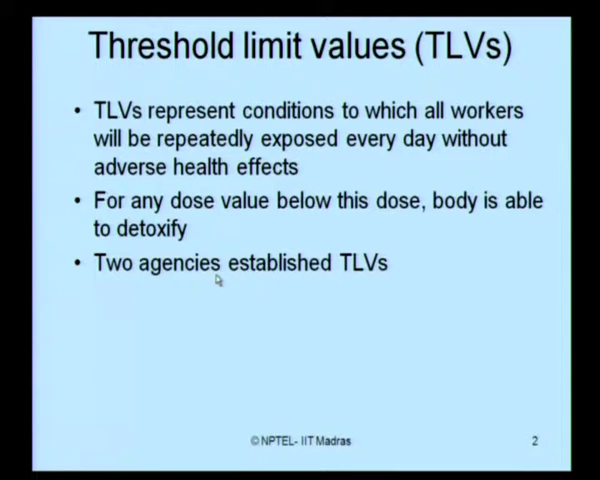 Threshold limit values (TLVs)
• TLVs represent conditions to which all workers
will be repeatedly exposed every day without
adverse health effects
• For any dose value below this dose, body is able
to detoxify
• Two agencies established TLVs
© NPTEL- IIT Madras
2